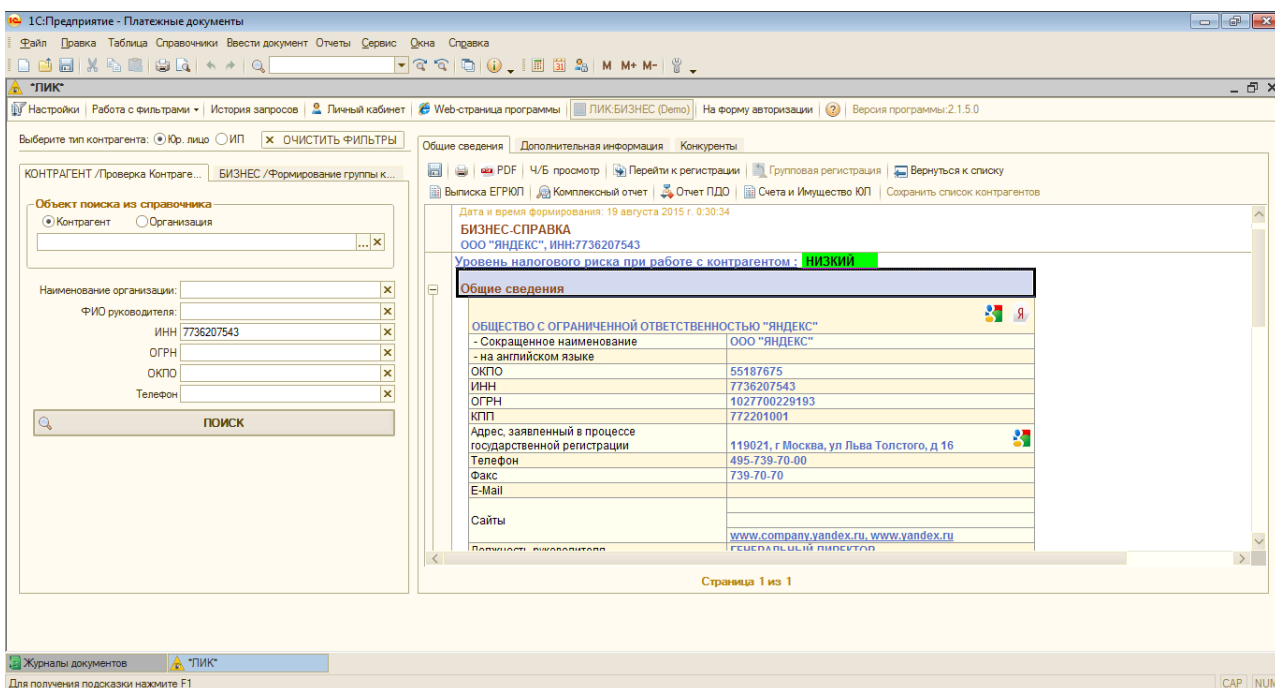 1С:Предприятие - Платежные документы
Файл Правка Таблица Справочники Ввести документ Отчеты Сервис Окна Справка
M M+ M-
*ПИК*
Настройки Работа с фильтрами История запросов Личный кабинет Web-страница программы ПИК:БИЗНЕС (Demo) На форму авторизации Версия программы:2.1.5.0
Выберите тип контрагента: Юр. лицо ИП ОЧИСТИТЬ ФИЛЬТРЫ
КОНТРАГЕНТ /Проверка Контраге... БИЗНЕС /Формирование группы к...
Объект поиска из справочника
Контрагент Организация
Наименование организации:
ФИО руководителя:
ИНН 7736207543
ОГРН
ОКПО
Телефон
ПОИСК
Общие сведения Дополнительная информация Конкуренты
PDF Ч/Б просмотр Перейти к регистрации Групповая регистрация Вернуться к списку
Выписка ЕГРЮЛ Комплексный отчет Отчет ПДО Счета и Имущество ЮЛ Сохранить список контрагентов
Дата и время формирования: 19 августа 2015 г. 0:30:34
БИЗНЕС-СПРАВКА
ООО "ЯНДЕКС", ИНН:7736207543
Уровень налогового риска при работе с контрагентом : НИЗКИЙ
Общие сведения
ОБЩЕСТВО С ОГРАНИЧЕННОЙ ОТВЕТСТВЕННОСТЬЮ "ЯНДЕКС"
- Сокращенное наименование ООО "ЯНДЕКС"
- на английском языке
ОКПО 55187675
ИНН 7736207543
ОГРН 1027700229193
КПП 772201001
Адрес, заявленный в процессе
государственной регистрации 119021, г Москва, ул Льва Толстого, д 16
Телефон 495-739-70-00
Факс 739-70-70
E-Mail
Сайты
www.company.yandex.ru, www.yandex.ru
Должность руководителя ГЕНЕРАЛЬНЫЙ ДИРЕКТОР
Страница 1 из 1
Журналы документов *ПИК*
Для получения подсказки нажмите F1
CAP NUM